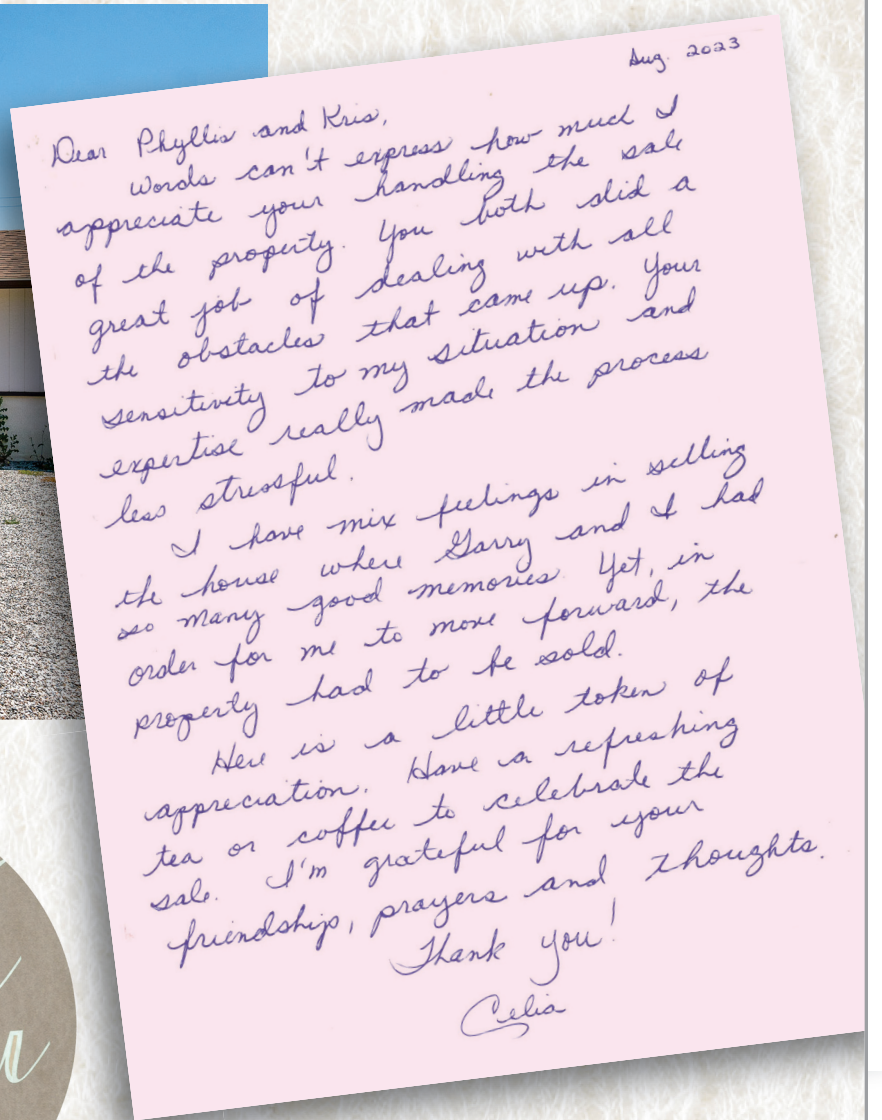 Aug. 2023
Dear Phyllis and Kris,
Words can't express how much I
appreciate your handling the sale
of the property. You both did a
great job of dealing with all
the obstacles that came up. Your
sensitivity to my situation and
expertise really made the process
less stressful.
I have mix feelings in selling
the house where Garry and I had
so many good memories. Yet, in
order for me to move forward, the
property had to be sold.
Here is a little token of
appreciation. Have a refreshing
tea or coffee to celebrate the
sale. I'm grateful for your
friendship, prayers and thoughts.
Thank you!
Celia